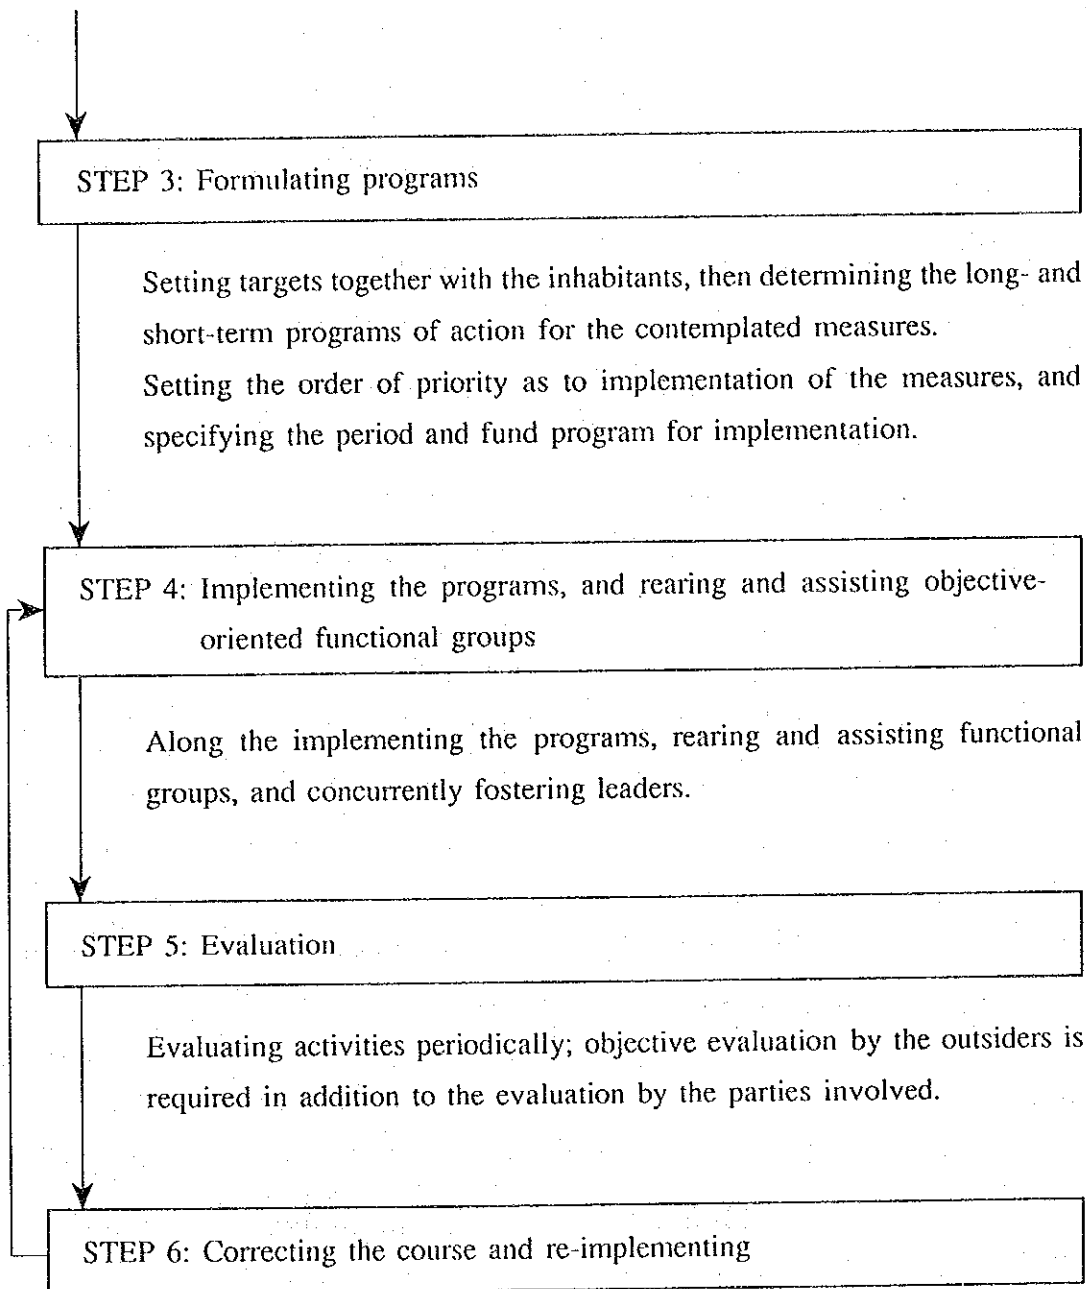 STEP 3: Formulating programs
Setting targets together with the inhabitants, then determining the long- and
short-term programs of action for the contemplated measures.
Setting the order of priority as to implementation of the measures, and
specifying the period and fund program for implementation.
STEP 4: Implementing the programs, and rearing and assisting objective-
oriented functional groups
Along the implementing the programs, rearing and assisting functional
groups, and concurrently fostering leaders.
STEP 5: Evaluation
Evaluating activities periodically; objective evaluation by the outsiders is
required in addition to the evaluation by the parties involved.
STEP 6: Correcting the course and re-implementing